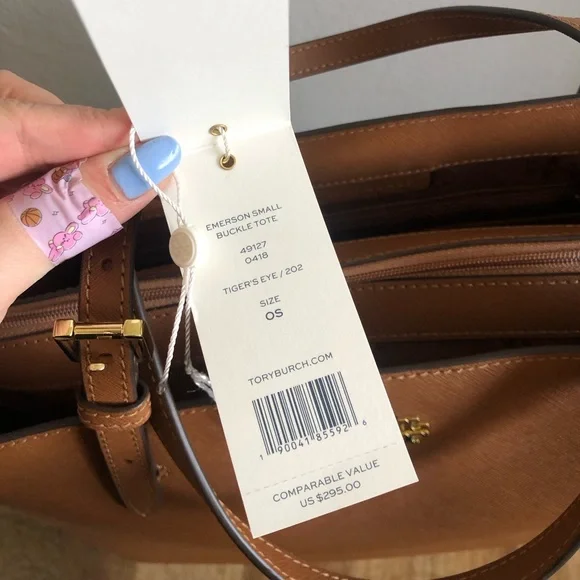 EMERSON SMALL
BUCKLE TOTE
49127
0418
TIGER'S EYE / 202
SIZE
OS
TORYBURCH.COM
1 90041 85592 6
COMPARABLE VALUE
US $295.00